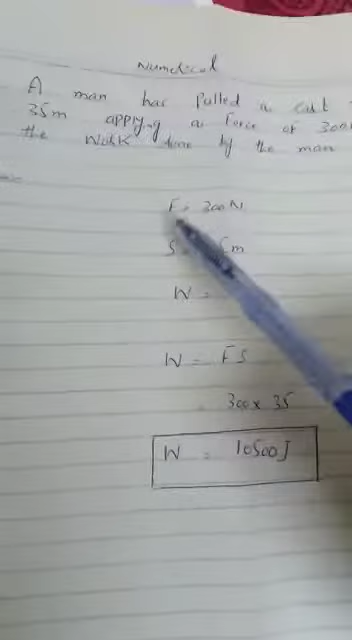 Numerical
A man has Pulled a cart
35m applying a Force of 300
the Work done by the man
F = 300N
S = 5m
W =
W = FS
= 300 x 35
W = 10500J